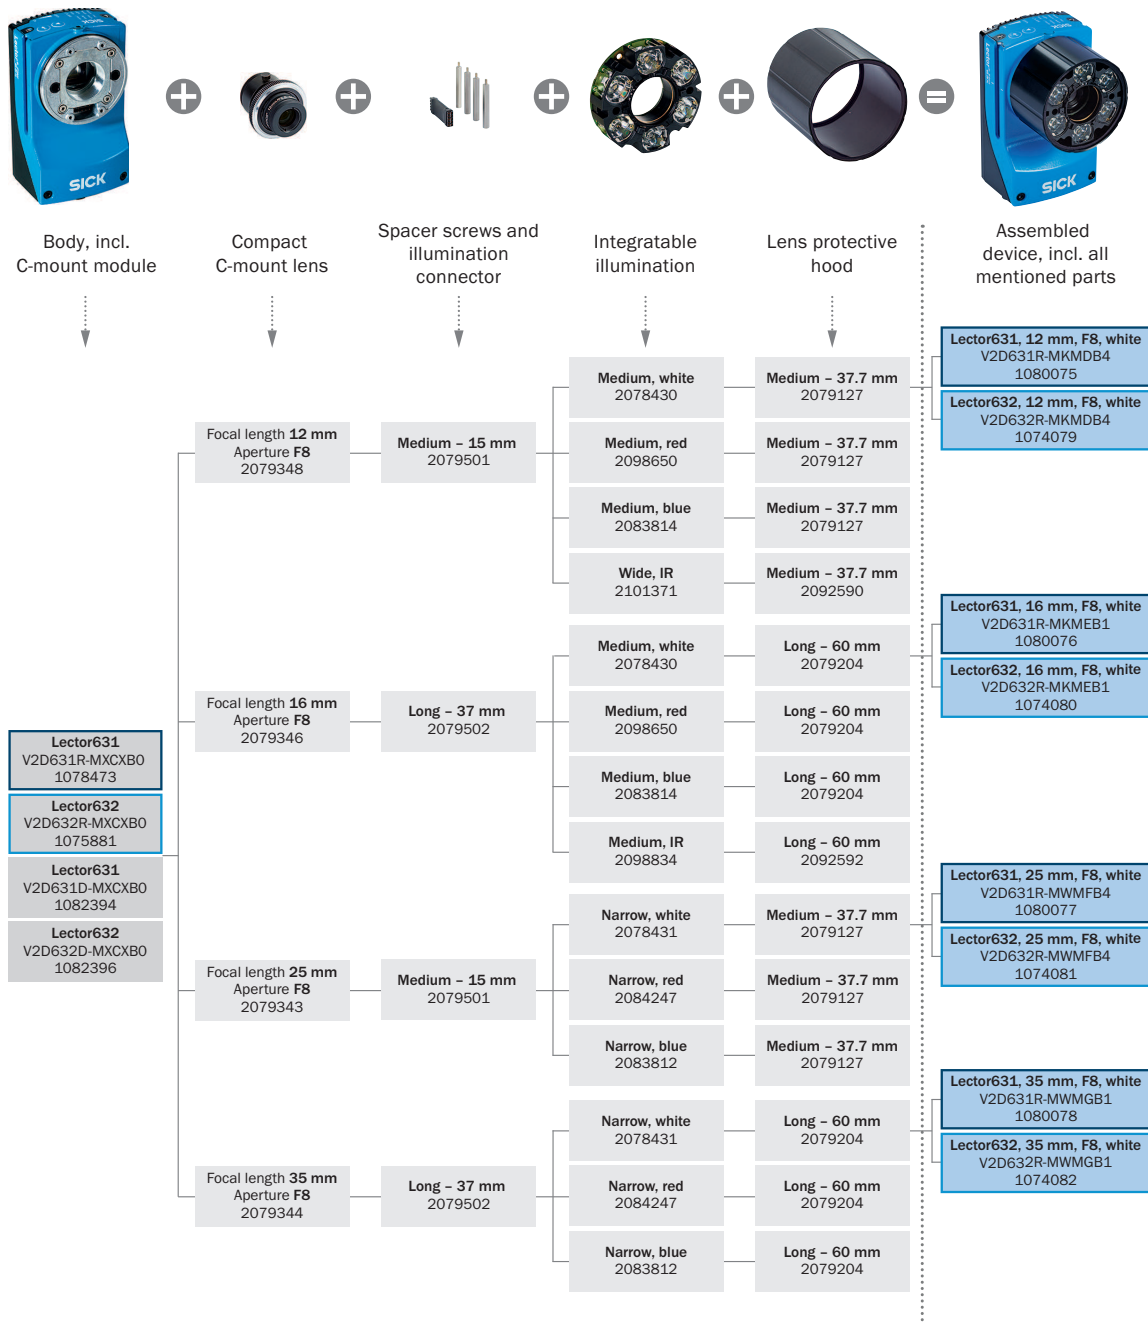 SICK
SICK
Body, incl.
C-mount module
Compact
C-mount lens
Spacer screws and
illumination
connector
Integratable
illumination
Lens protective
hood
Assembled
device, incl. all
mentioned parts
Lector631
V2D631R-MXCXB0
1078473
Lector632
V2D632R-MXCXB0
1075881
Lector631
V2D631D-MXCXB0
1082394
Lector632
V2D632D-MXCXB0
1082396
Focal length 12 mm
Aperture F8
2079348
Medium – 15 mm
2079501
Medium, white
2078430
Medium – 37.7 mm
2079127
Medium, red
2098650
Medium – 37.7 mm
2079127
Medium, blue
2083814
Medium – 37.7 mm
2079127
Wide, IR
2101371
Medium – 37.7 mm
2092590
Lector631, 12 mm, F8, white
V2D631R-MKMDB4
1080075
Lector632, 12 mm, F8, white
V2D632R-MKMDB4
1074079
Focal length 16 mm
Aperture F8
2079346
Long – 37 mm
2079502
Medium, white
2078430
Long – 60 mm
2079204
Medium, red
2098650
Long – 60 mm
2079204
Medium, blue
2083814
Long – 60 mm
2079204
Medium, IR
2098834
Long – 60 mm
2092592
Lector631, 16 mm, F8, white
V2D631R-MKMEB1
1080076
Lector632, 16 mm, F8, white
V2D632R-MKMEB1
1074080
Focal length 25 mm
Aperture F8
2079343
Medium – 15 mm
2079501
Narrow, white
2078431
Medium – 37.7 mm
2079127
Narrow, red
2084247
Medium – 37.7 mm
2079127
Narrow, blue
2083812
Medium – 37.7 mm
2079127
Lector631, 25 mm, F8, white
V2D631R-MWMFB4
1080077
Lector632, 25 mm, F8, white
V2D632R-MWMFB4
1074081
Focal length 35 mm
Aperture F8
2079344
Long – 37 mm
2079502
Narrow, white
2078431
Long – 60 mm
2079204
Narrow, red
2084247
Long – 60 mm
2079204
Narrow, blue
2083812
Long – 60 mm
2079204
Lector631, 35 mm, F8, white
V2D631R-MWMGB1
1080078
Lector632, 35 mm, F8, white
V2D632R-MWMGB1
1074082